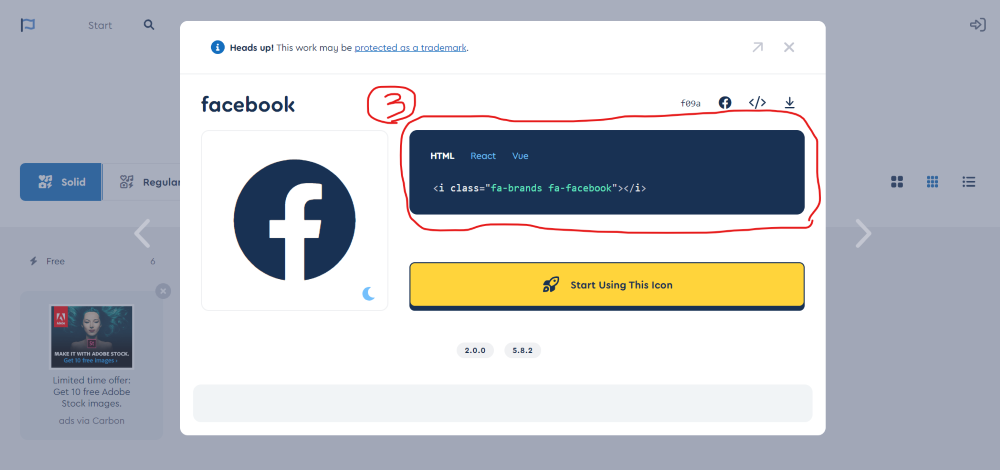 Start
Heads up! This work may be protected as a trademark.
facebook
3
f09a
HTML React Vue
<i class="fa-brands fa-facebook"></i>
Solid
Regular
Free 6
MAKE IT WITH ADOBE STOCK.
Get 10 free images ›
Limited time offer:
Get 10 free Adobe
Stock images.
ads via Carbon
Start Using This Icon
2.0.0 5.8.2